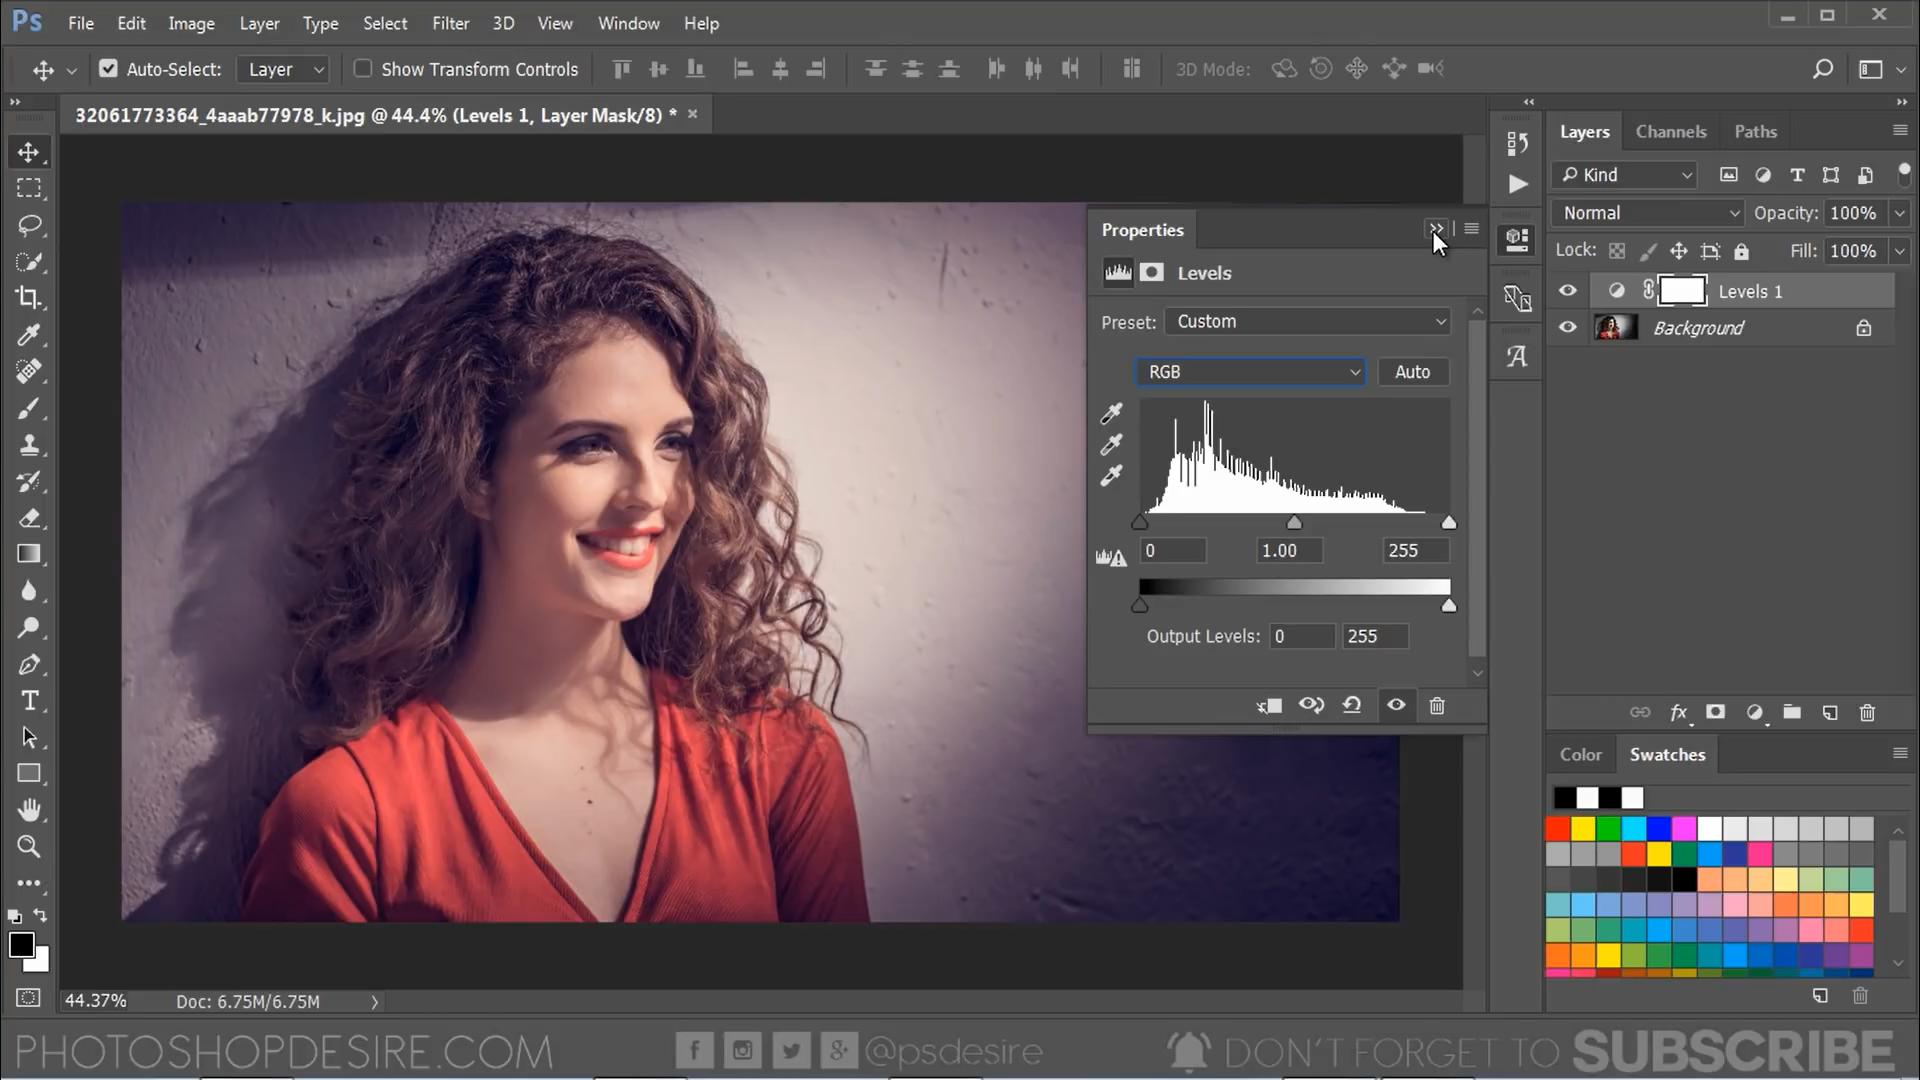 Ps File Edit Image Layer Type Select Filter 3D View Window Help
Auto-Select: Layer Show Transform Controls 3D Mode:
32061773364_4aaab77978_k.jpg @ 44.4% (Levels 1, Layer Mask/8) * ×
Layers Channels Paths
Kind
Normal Opacity: 100%
Lock: Fill: 100%
Levels 1
Background
Properties
Levels
Preset: Custom
RGB Auto
0 1.00 255
Output Levels: 0 255
Color Swatches
44.37% Doc: 6.75M/6.75M
PHOTOSHOPDESIRE.COM @psdesire DON'T FORGET TO SUBSCRIBE